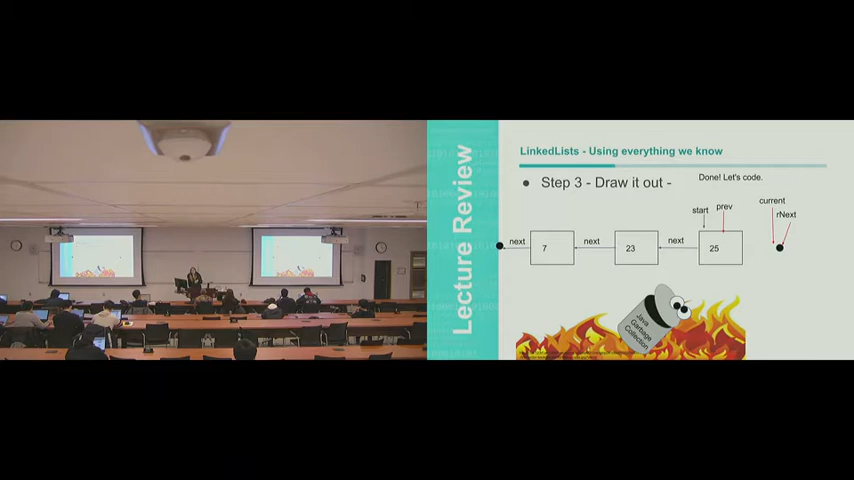 Lecture Review
LinkedLists - Using everything we know
● Step 3 - Draw it out -
Done! Let's code.
current
start
prev
rNext
next
7
next
23
next
25
Java
Garbage
Collection